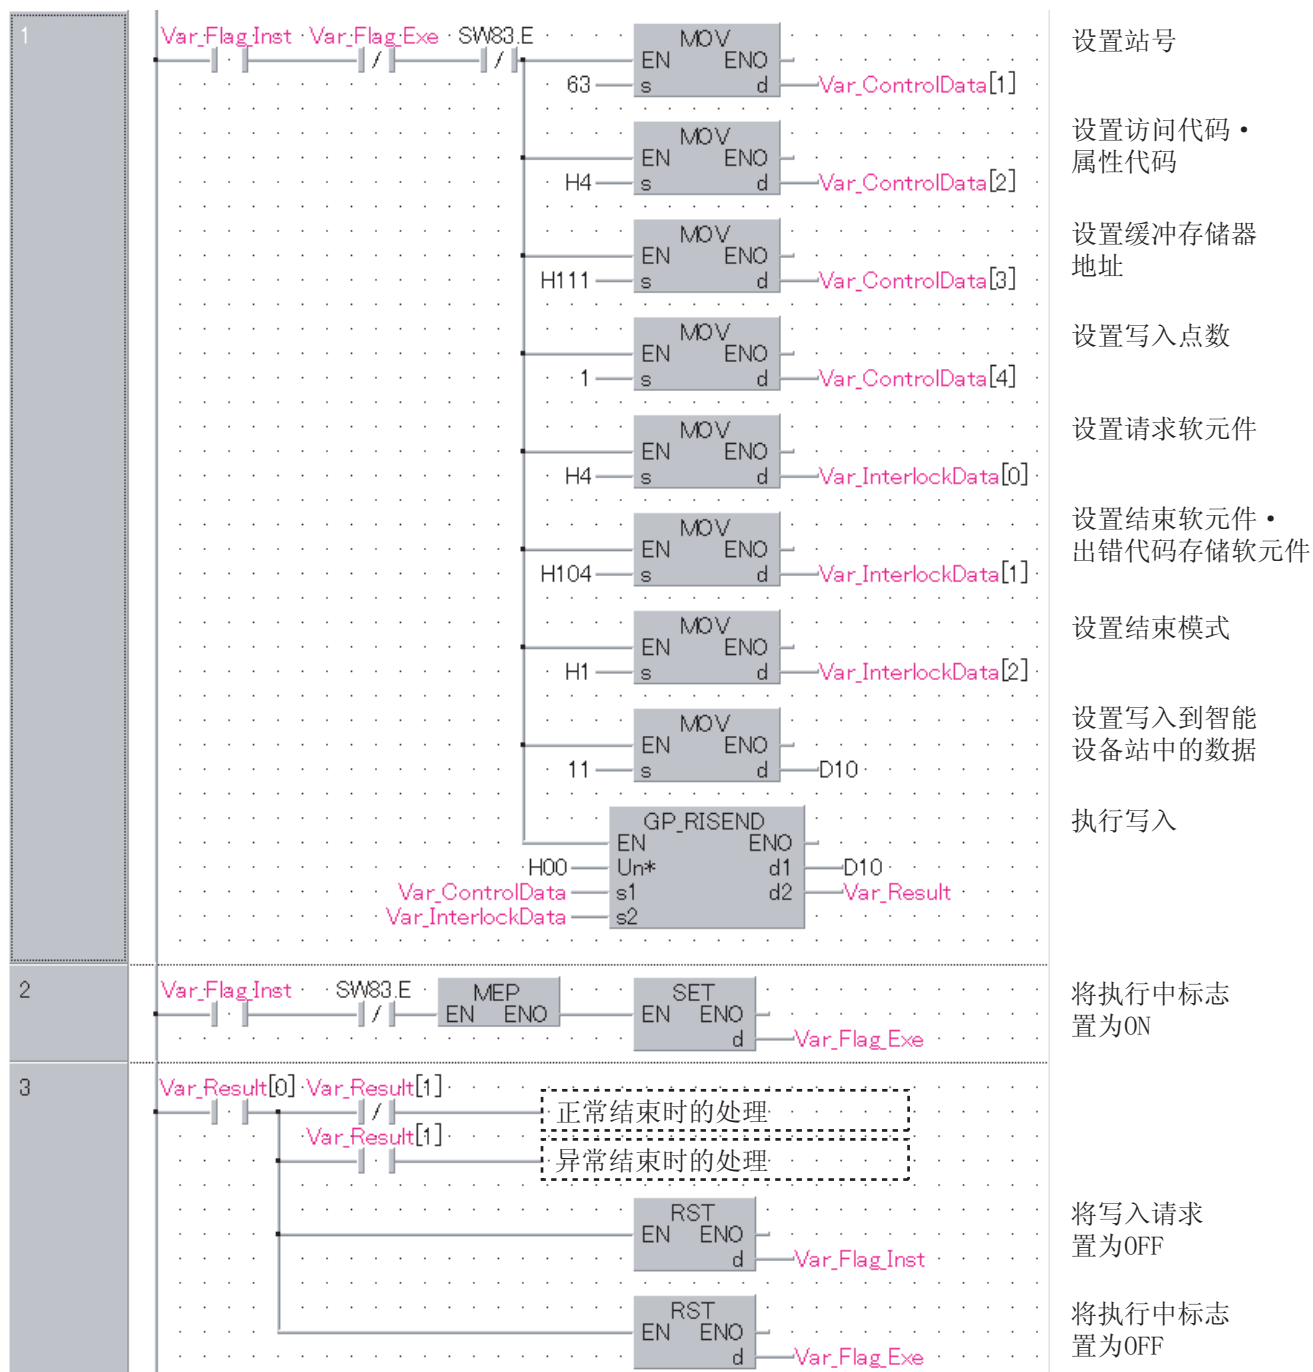 1
Var_Flag_Inst Var_Flag_Exe SW83.E
MOV
EN ENO
63 s d Var_ControlData[1]
设置站号
MOV
EN ENO
H4 s d Var_ControlData[2]
设置访问代码•
属性代码
MOV
EN ENO
H111 s d Var_ControlData[3]
设置缓冲存储器
地址
MOV
EN ENO
1 s d Var_ControlData[4]
设置写入点数
MOV
EN ENO
H4 s d Var_InterlockData[0]
设置请求软元件
MOV
EN ENO
H104 s d Var_InterlockData[1]
设置结束软元件•
出错代码存储软元件
MOV
EN ENO
H1 s d Var_InterlockData[2]
设置结束模式
MOV
EN ENO
11 s d D10
设置写入到智能
设备站中的数据
GP_RISEND
EN ENO
H00 Un* d1 D10
Var_ControlData s1 d2 Var_Result
Var_InterlockData s2
执行写入
2
Var_Flag_Inst SW83.E
MEP
EN ENO
SET
EN ENO
d Var_Flag_Exe
将执行中标志
置为ON
3
Var_Result[0] Var_Result[1]
正常结束时的处理
Var_Result[1]
异常结束时的处理
RST
EN ENO
d Var_Flag_Inst
将写入请求
置为OFF
RST
EN ENO
d Var_Flag_Exe
将执行中标志
置为OFF